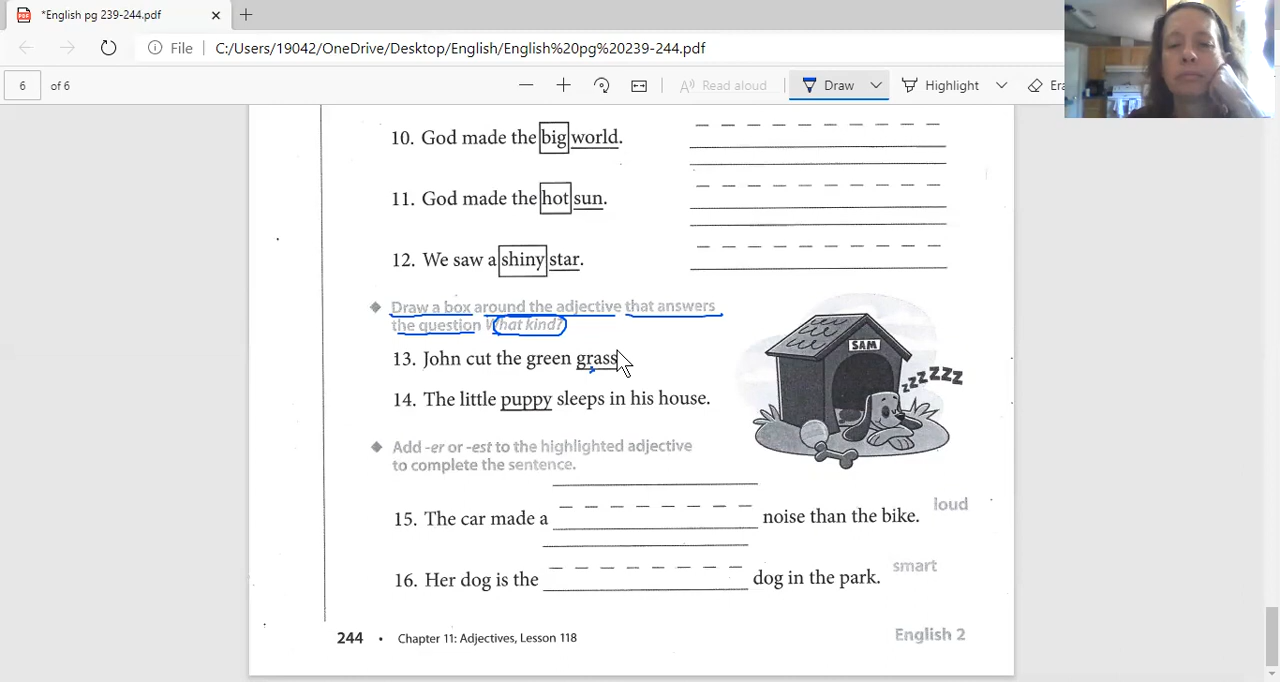 *English pg 239-244.pdf
File C:/Users/19042/OneDrive/Desktop/English/English%20pg%20239-244.pdf
6 of 6 Read aloud Draw Highlight
10. God made the big world.
11. God made the hot sun.
12. We saw a shiny star.
Draw a box around the adjective that answers
the question What kind?
13. John cut the green grass
14. The little puppy sleeps in his house.
SAM
zzzzzzz
Add -er or -est to the highlighted adjective
to complete the sentence.
15. The car made a noise than the bike. loud
16. Her dog is the dog in the park. smart
244 • Chapter 11: Adjectives, Lesson 118 English 2